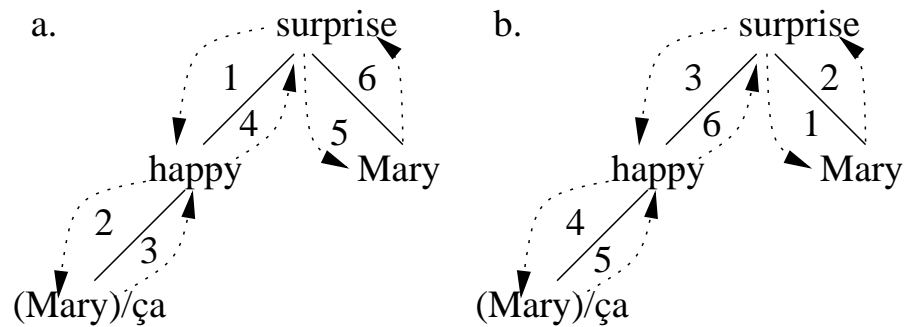 a. surprise b. surprise
1 6 3 2
4 5 6 1
happy Mary happy Mary
2 3 4 5
(Mary)/ça (Mary)/ça